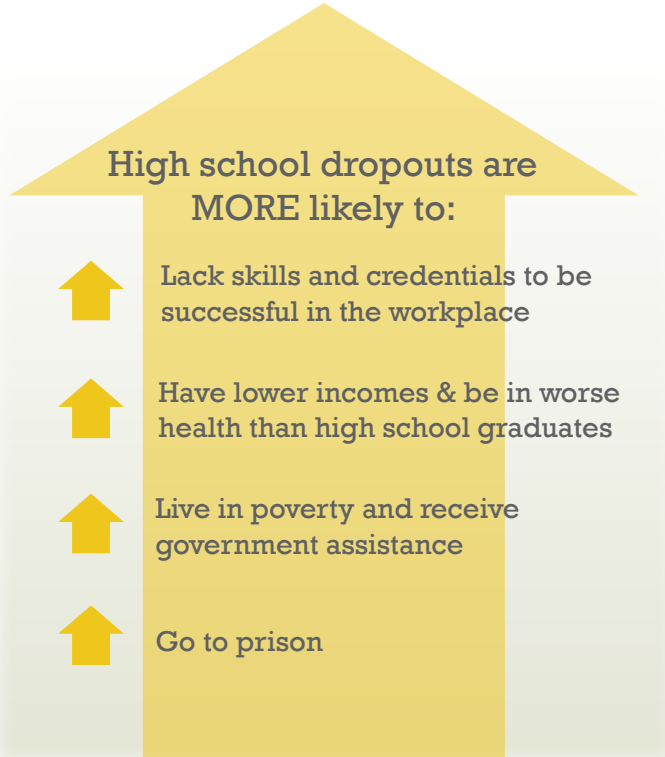 High school dropouts are
MORE likely to:
Lack skills and credentials to be
successful in the workplace
Have lower incomes & be in worse
health than high school graduates
Live in poverty and receive
government assistance
Go to prison